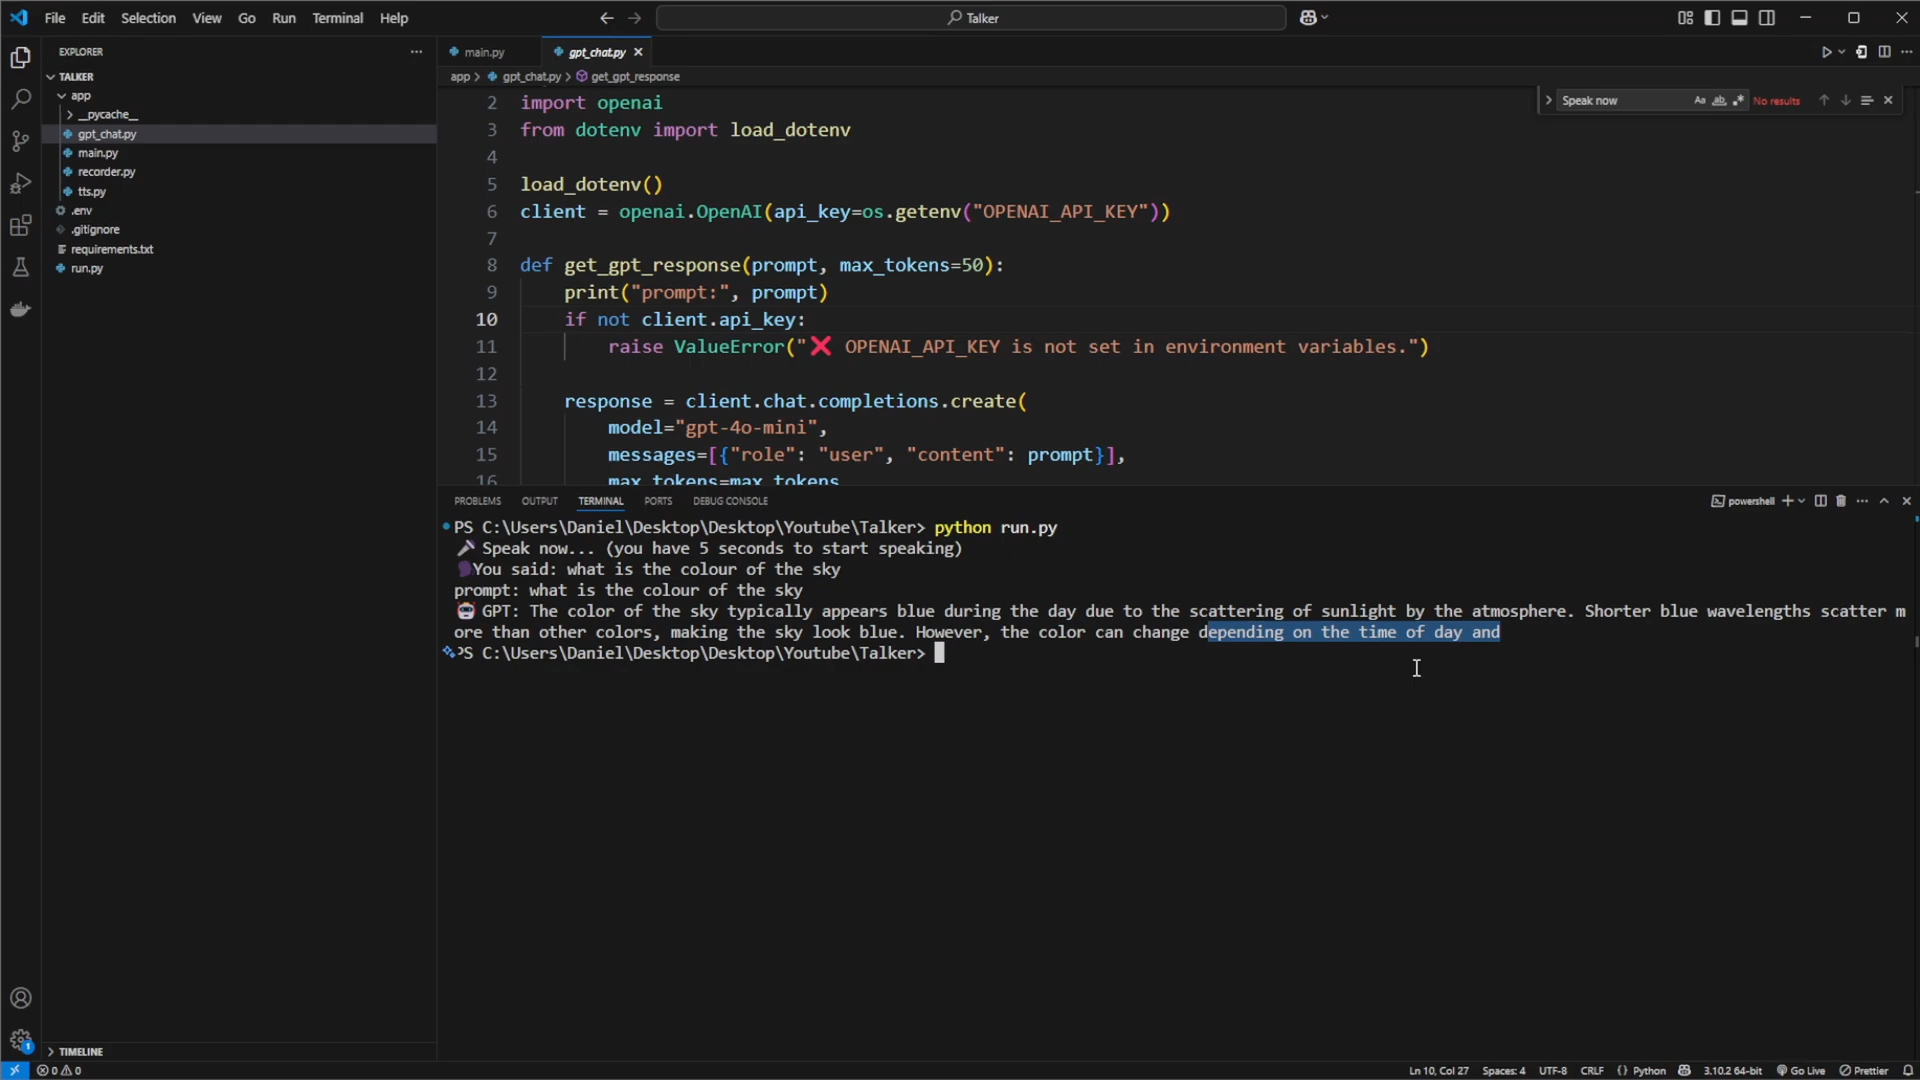 File Edit Selection View Go Run Terminal Help
Talker
EXPLORER
TALKER
app
__pycache__
gpt_chat.py
main.py
recorder.py
tts.py
.env
.gitignore
requirements.txt
run.py
TIMELINE
main.py
gpt_chat.py
app > gpt_chat.py > get_gpt_response
Speak now
Aa ab No results
2 import openai
3 from dotenv import load_dotenv
4
5 load_dotenv()
6 client = openai.OpenAI(api_key=os.getenv("OPENAI_API_KEY"))
7
8 def get_gpt_response(prompt, max_tokens=50):
9 print("prompt:", prompt)
10 if not client.api_key:
11 raise ValueError("❌ OPENAI_API_KEY is not set in environment variables.")
12
13 response = client.chat.completions.create(
14 model="gpt-4o-mini",
15 messages=[{"role": "user", "content": prompt}],
16 max_tokens=max_tokens
PROBLEMS OUTPUT TERMINAL PORTS DEBUG CONSOLE
powershell
PS C:\Users\Daniel\Desktop\Desktop\Youtube\Talker> python run.py
🎤 Speak now... (you have 5 seconds to start speaking)
🗣You said: what is the colour of the sky
prompt: what is the colour of the sky
🤖 GPT: The color of the sky typically appears blue during the day due to the scattering of sunlight by the atmosphere. Shorter blue wavelengths scatter m
ore than other colors, making the sky look blue. However, the color can change depending on the time of day and
PS C:\Users\Daniel\Desktop\Desktop\Youtube\Talker>
1
0 0
Ln 10, Col 27 Spaces: 4 UTF-8 CRLF {} Python 3.10.2 64-bit Go Live Prettier